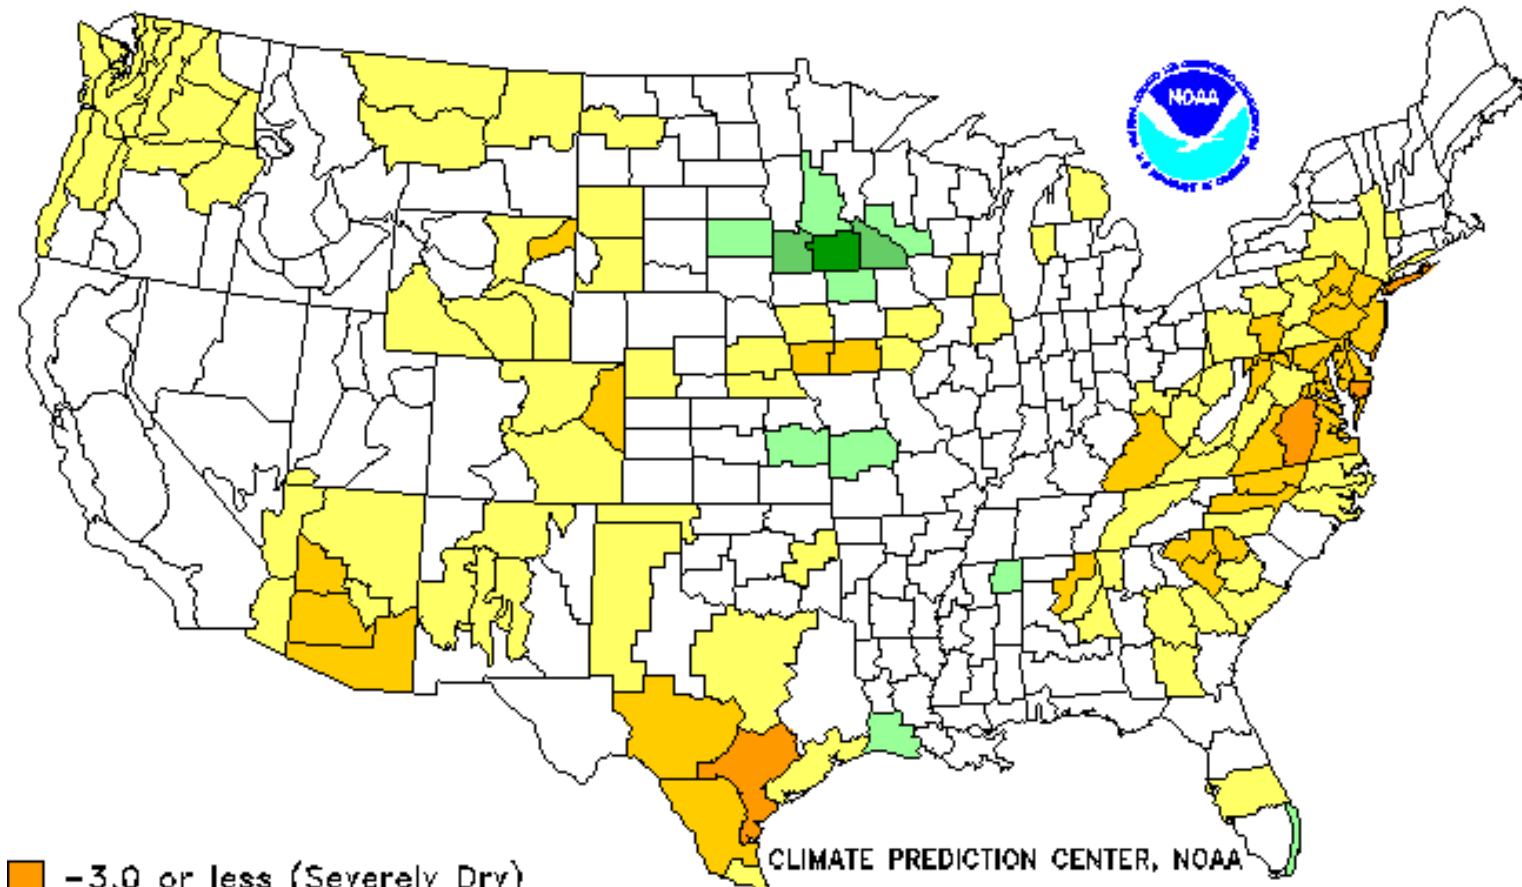 NOAA
CLIMATE PREDICTION CENTER, NOAA
-3.0 or less (Severely Dry)